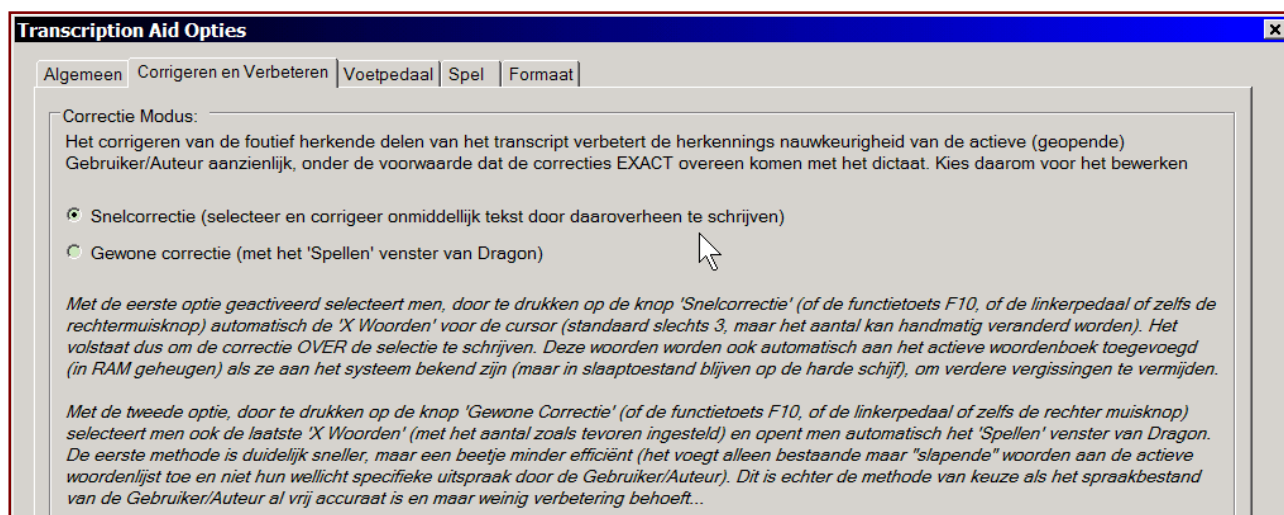 Transcription Aid Opties
Algemeen Corrigeren en Verbeteren Voetpedaal Spel Formaat
Correctie Modus:
Het corrigeren van de foutief herkende delen van het transcript verbetert de herkennings nauwkeurigheid van de actieve (geopende)
Gebruiker/Auteur aanzienlijk, onder de voorwaarde dat de correcties EXACT overeen komen met het dictaat. Kies daarom voor het bewerken
Snelcorrectie (selecteer en corrigeer onmiddellijk tekst door daaroverheen te schrijven)
Gewone correctie (met het 'Spellen' venster van Dragon)
Met de eerste optie geactiveerd selecteert men, door te drukken op de knop 'Snelcorrectie' (of de functietoets F10, of de linkerpedaal of zelfs de
rechtermuisknop) automatisch de 'X Woorden' voor de cursor (standaard slechts 3, maar het aantal kan handmatig veranderd worden). Het
volstaat dus om de correctie OVER de selectie te schrijven. Deze woorden worden ook automatisch aan het actieve woordenboek toegevoegd
(in RAM geheugen) als ze aan het systeem bekend zijn (maar in slaaptoestand blijven op de harde schijf), om verdere vergissingen te vermijden.
Met de tweede optie, door te drukken op de knop 'Gewone Correctie' (of de functietoets F10, of de linkerpedaal of zelfs de rechter muisknop)
selecteert men ook de laatste 'X Woorden' (met het aantal zoals tevoren ingesteld) en opent men automatisch het 'Spellen' venster van Dragon.
De eerste methode is duidelijk sneller, maar een beetje minder efficiënt (het voegt alleen bestaande maar "slapende" woorden aan de actieve
woordenlijst toe en niet hun wellicht specifieke uitspraak door de Gebruiker/Auteur). Dit is echter de methode van keuze als het spraakbestand
van de Gebruiker/Auteur al vrij accuraat is en maar weinig verbetering behoeft...